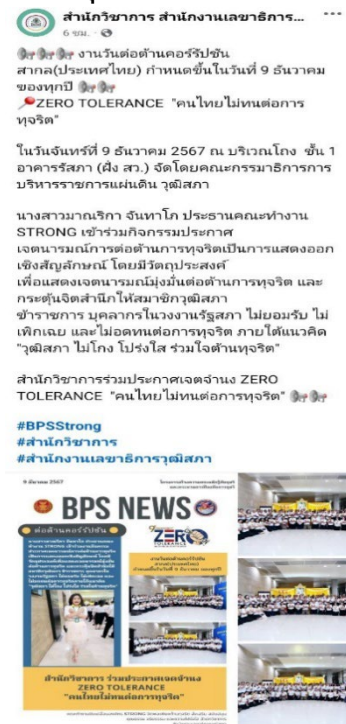 สำนักวิชาการ สำนักงานเลขาธิการ...
6 ชม.
งานวันต่อต้านคอร์รัปชัน
สากล(ประเทศไทย) กำหนดขึ้นในวันที่ 9 ธันวาคม
ของทุกปี
ZERO TOLERANCE "คนไทยไม่ทนต่อการ
ทุจริต"
ในวันจันทร์ที่ 9 ธันวาคม 2567 ณ บริเวณโถง ชั้น 1
อาคารรัฐสภา (ฝั่ง สว.) จัดโดยคณะกรรมาธิการการ
บริหารราชการแผ่นดิน วุฒิสภา
นางสาวมาณริกา จันทาโภ ประธานคณะทำงาน
STRONG เข้าร่วมกิจกรรมประกาศ
เจตนารมณ์การต่อต้านการทุจริตเป็นการแสดงออก
เชิงสัญลักษณ์ โดยมีวัตถุประสงค์
เพื่อแสดงเจตนารมณ์มุ่งมั่นต่อต้านการทุจริต และ
กระตุ้นจิตสำนึกให้สมาชิกวุฒิสภา
ข้าราชการ บุคลากรในวงงานรัฐสภา ไม่ยอมรับ ไม่
เพิกเฉย และไม่อดทนต่อการทุจริต ภายใต้แนวคิด
"วุฒิสภา ไม่โกง โปร่งใส ร่วมใจต้านทุจริต"
สำนักวิชาการร่วมประกาศเจตจำนง ZERO
TOLERANCE "คนไทยไม่ทนต่อการทุจริต"
#BPSStrong
#สำนักวิชาการ
#สำนักงานเลขาธิการวุฒิสภา
9 ธันวาคม 2567
BPS NEWS
ต่อต้านคอร์รัปชัน
ZERO
สำนักวิชาการ ร่วมประกาศเจตจำนง
ZERO TOLERANCE
"คนไทยไม่ทนต่อการทุจริต"